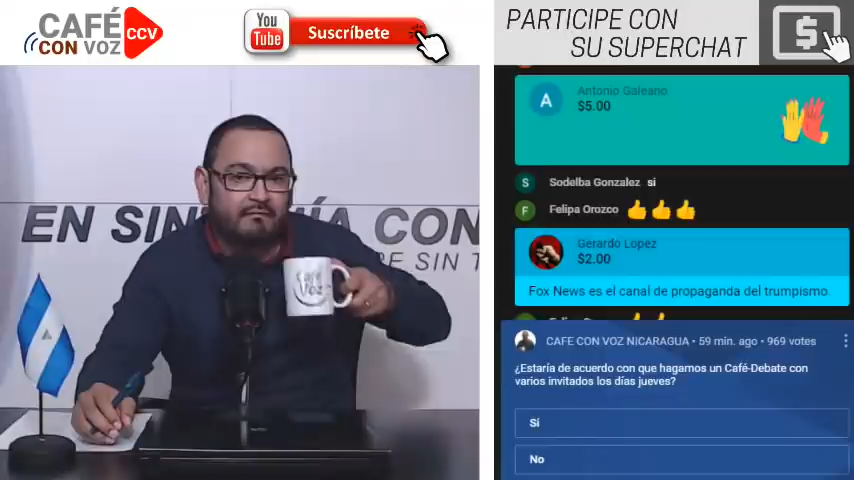 CAFÉ
CON VOZ
CCV
You
Tube
Suscríbete
PARTICIPE CON
SU SUPERCHAT
$
EN SIN
ÍA CON
RE SIN T
Café
Voz
A
Antonio Galeano
$5.00
S
Sodelba Gonzalez si
F
Felipa Orozco
Gerardo Lopez
$2.00
Fox News es el canal de propaganda del trumpismo.
CAFE CON VOZ NICARAGUA • 59 min. ago • 969 votes
¿Estaría de acuerdo con que hagamos un Café-Debate con
varios invitados los días jueves?
Sí
No